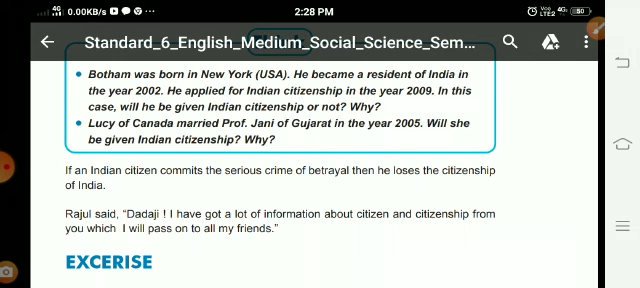 4G 0.00KB/s 2:28 PM Vo LTE2 4G 50
Standard_6_English_Medium_Social_Science_Sem...
• Botham was born in New York (USA). He became a resident of India in
the year 2002. He applied for Indian citizenship in the year 2009. In this
case, will he be given Indian citizenship or not? Why?
• Lucy of Canada married Prof. Jani of Gujarat in the year 2005. Will she
be given Indian citizenship? Why?
If an Indian citizen commits the serious crime of betrayal then he loses the citizenship
of India.
Rajul said, “Dadaji ! I have got a lot of information about citizen and citizenship from
you which I will pass on to all my friends.”
EXCERISE